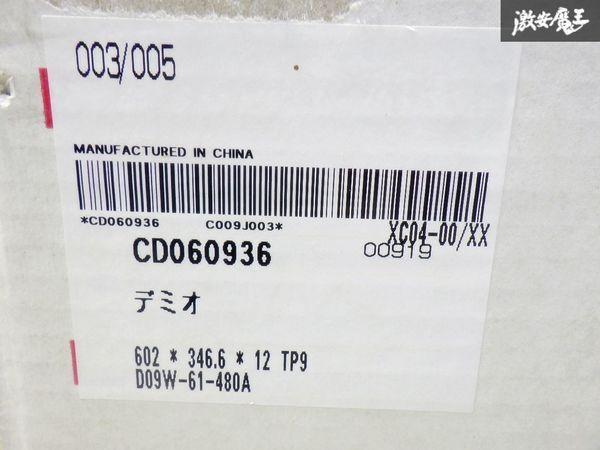 激安魔王
003/005
MANUFACTURED IN CHINA
*CD060936 C009J003*
XC04-00/XX
CD060936
00919
デミオ
602 * 346.6 * 12 TP9
D09W-61-480A